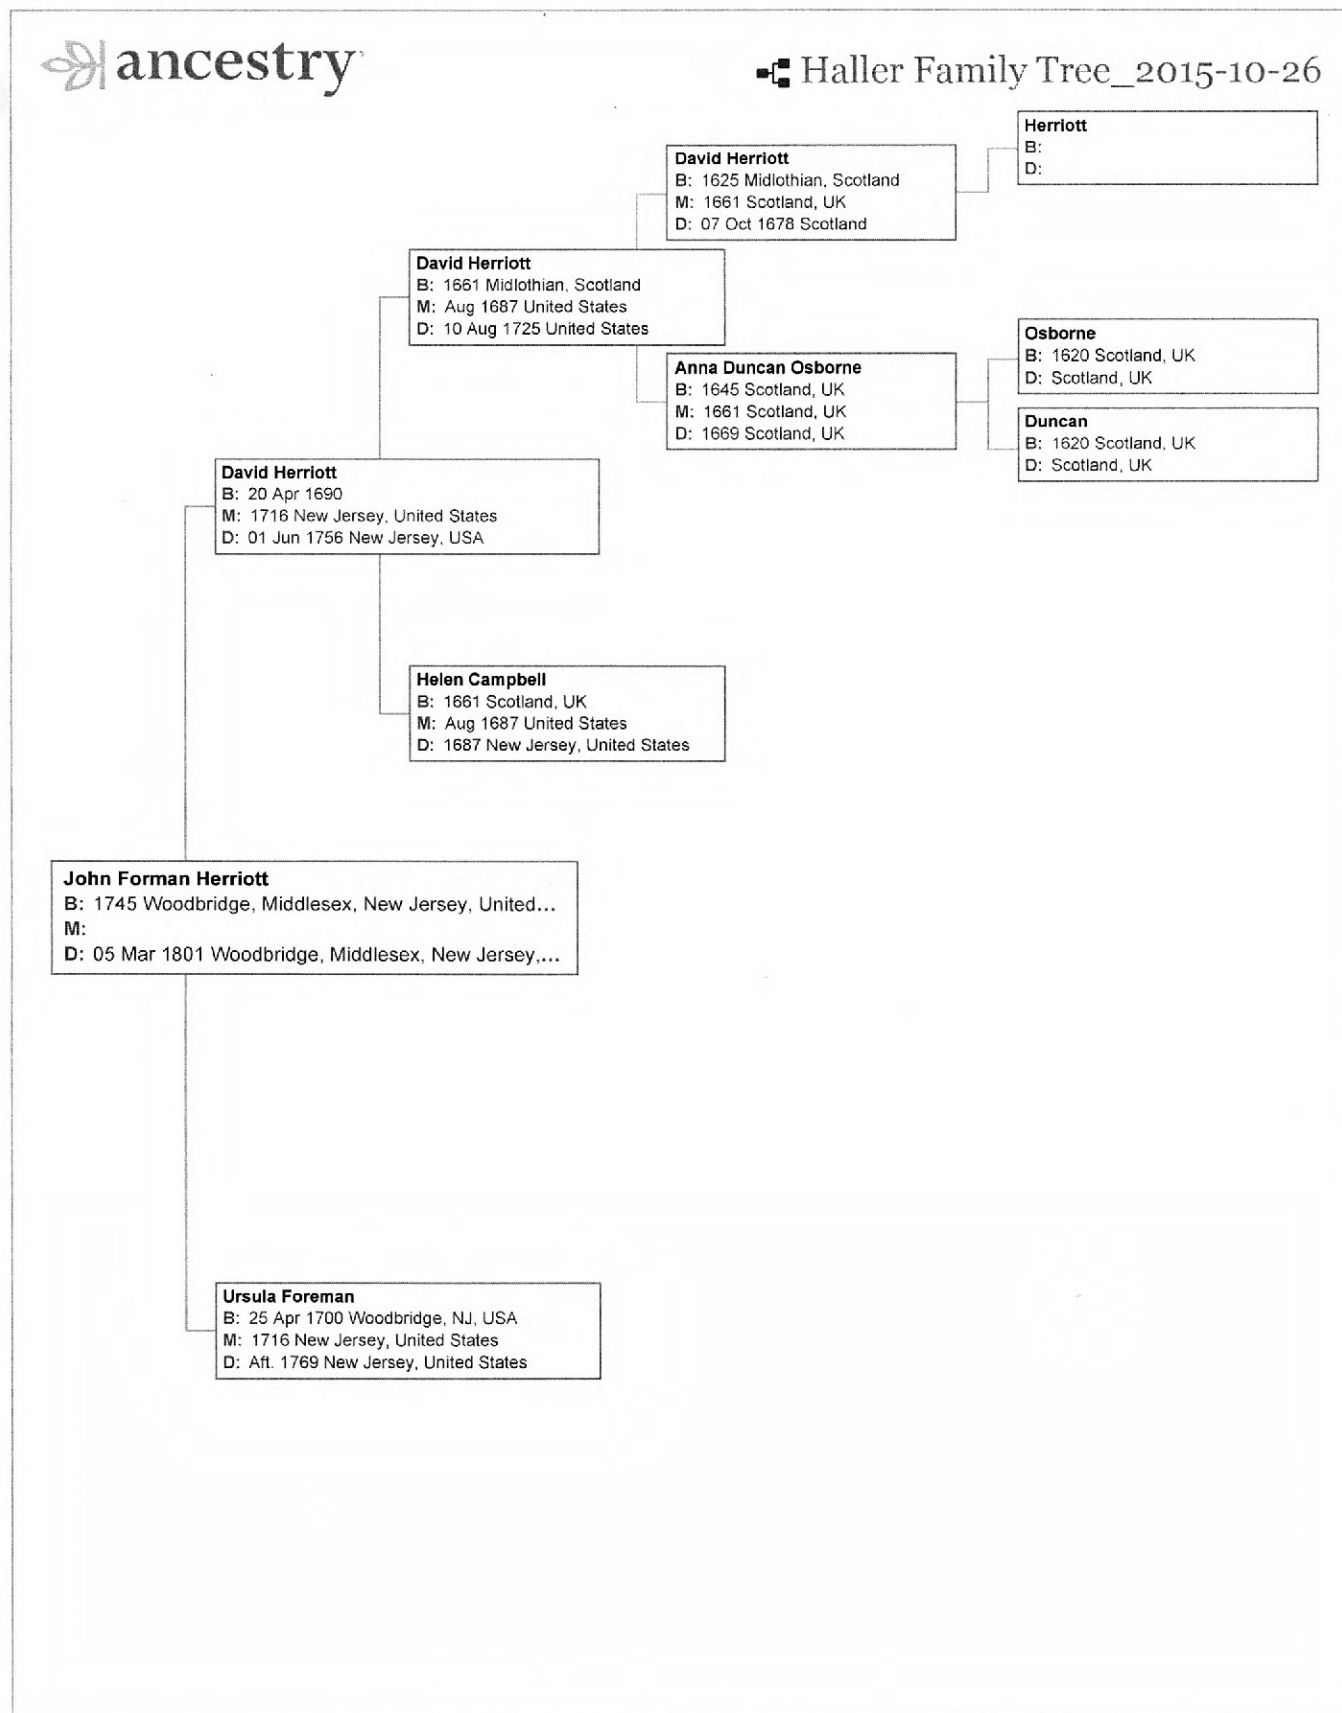 ancestry
Haller Family Tree_2015-10-26
Herriott
B:
D:
David Herriott
B: 1625 Midlothian, Scotland
M: 1661 Scotland, UK
D: 07 Oct 1678 Scotland
David Herriott
B: 1661 Midlothian, Scotland
M: Aug 1687 United States
D: 10 Aug 1725 United States
Osborne
B: 1620 Scotland, UK
D: Scotland, UK
Anna Duncan Osborne
B: 1645 Scotland, UK
M: 1661 Scotland, UK
D: 1669 Scotland, UK
Duncan
B: 1620 Scotland, UK
D: Scotland, UK
David Herriott
B: 20 Apr 1690
M: 1716 New Jersey, United States
D: 01 Jun 1756 New Jersey, USA
Helen Campbell
B: 1661 Scotland, UK
M: Aug 1687 United States
D: 1687 New Jersey, United States
John Forman Herriott
B: 1745 Woodbridge, Middlesex, New Jersey, United...
M:
D: 05 Mar 1801 Woodbridge, Middlesex, New Jersey,...
Ursula Foreman
B: 25 Apr 1700 Woodbridge, NJ, USA
M: 1716 New Jersey, United States
D: Aft. 1769 New Jersey, United States